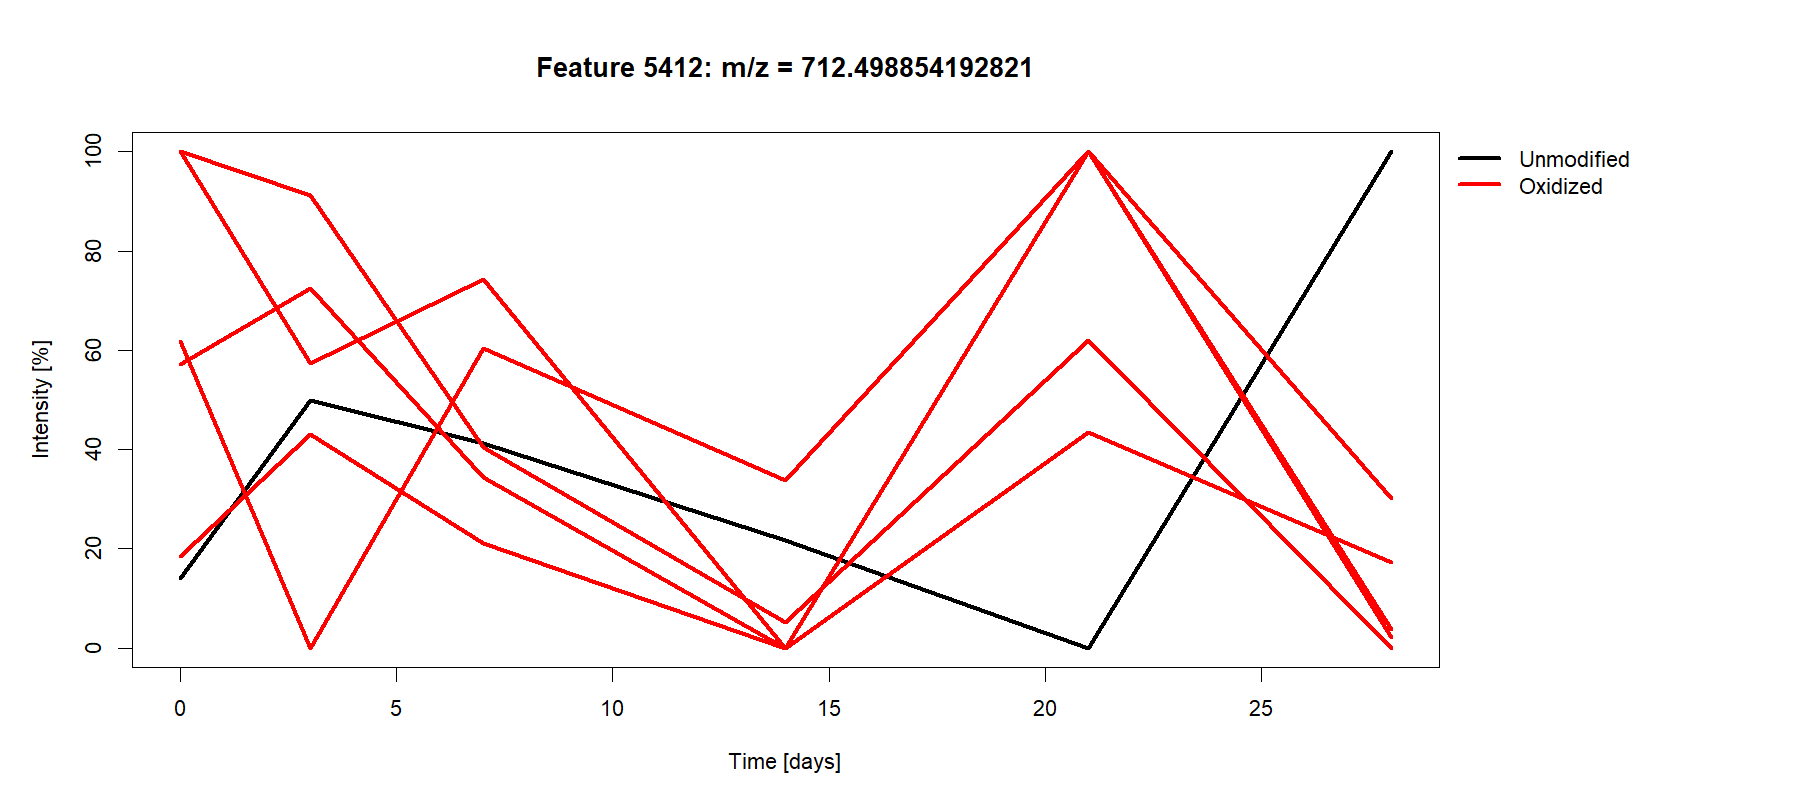 Feature 5412: m/z = 712.498854192821
Unmodified
Oxidized
Intensity [%]
100
80
60
40
20
0
0 5 10 15 20 25
Time [days]